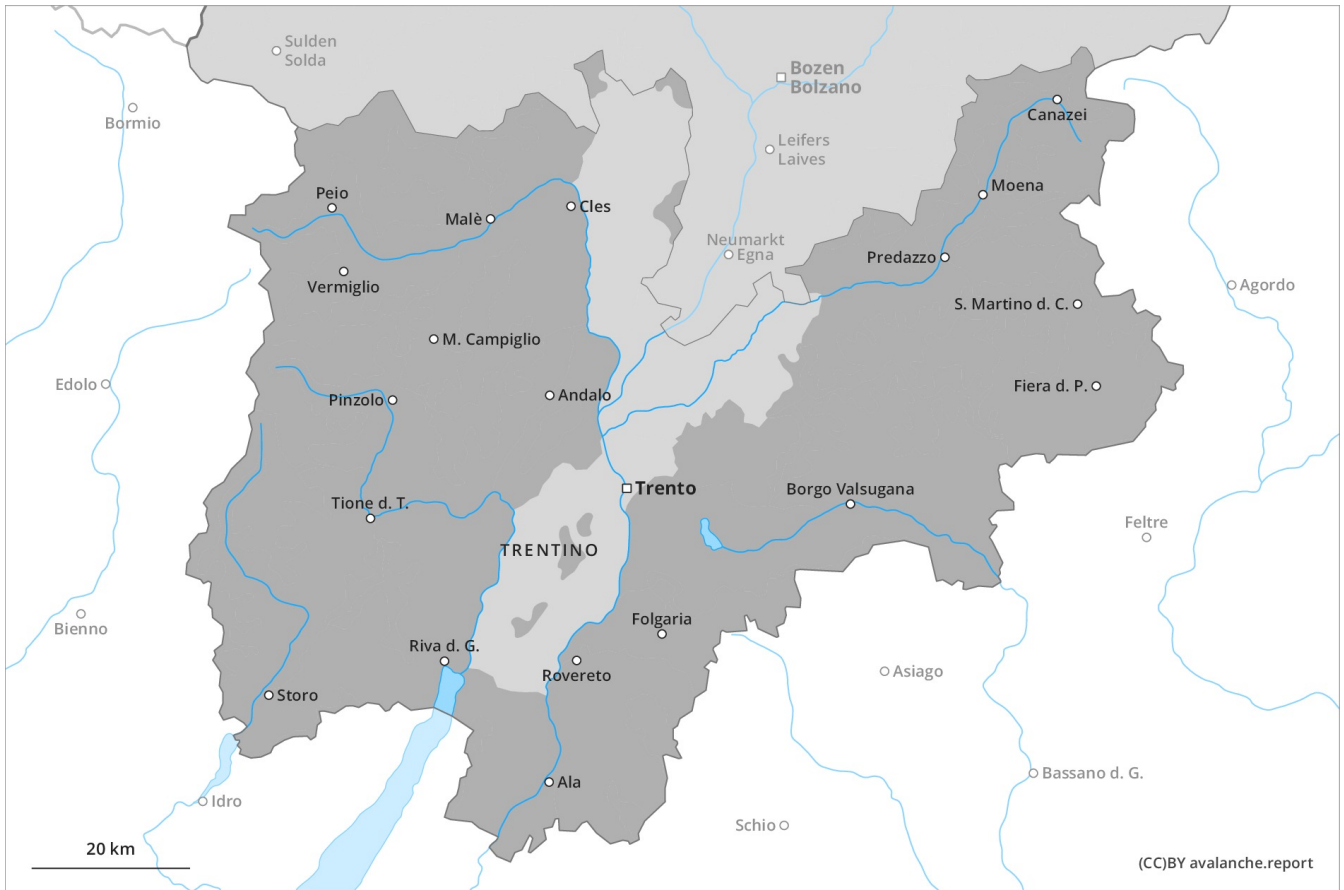 Sulden
Solda
Bozen
Bolzano
Bormio
Canazei
Leifers
Laives
Peio
Moena
Malè
Cles
Neumarkt
Egna
Predazzo
Vermiglio
Agordo
S. Martino d. C.
M. Campiglio
Edolo
Fiera d. P.
Andalo
Pinzolo
Trento
Borgo Valsugana
Tione d. T.
Feltre
TRENTINO
Bienno
Folgaria
Riva d. G.
Asiago
Rovereto
Storo
Bassano d. G.
Ala
Idro
Schio
20 km
(CC)BY avalanche.report